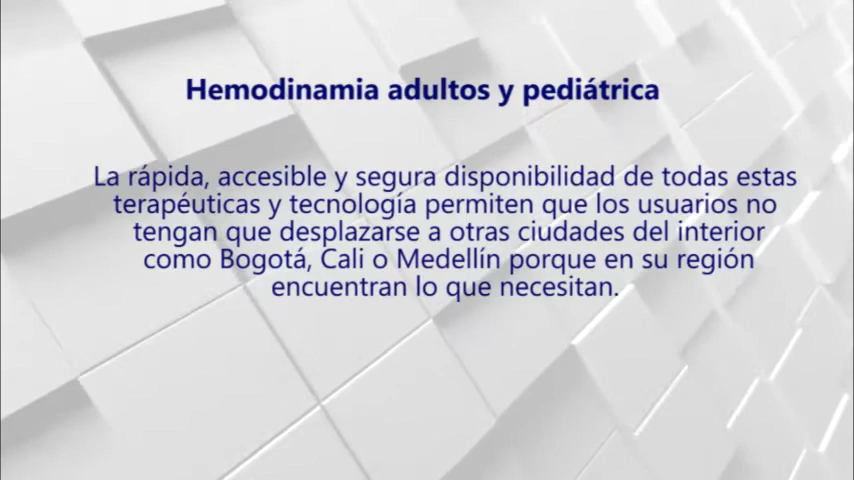 Hemodinamia adultos y pediátrica
La rápida, accesible y segura disponibilidad de todas estas
terapéuticas y tecnología permiten que los usuarios no
tengan que desplazarse a otras ciudades del interior
como Bogotá, Cali o Medellín porque en su región
encuentran lo que necesitan.